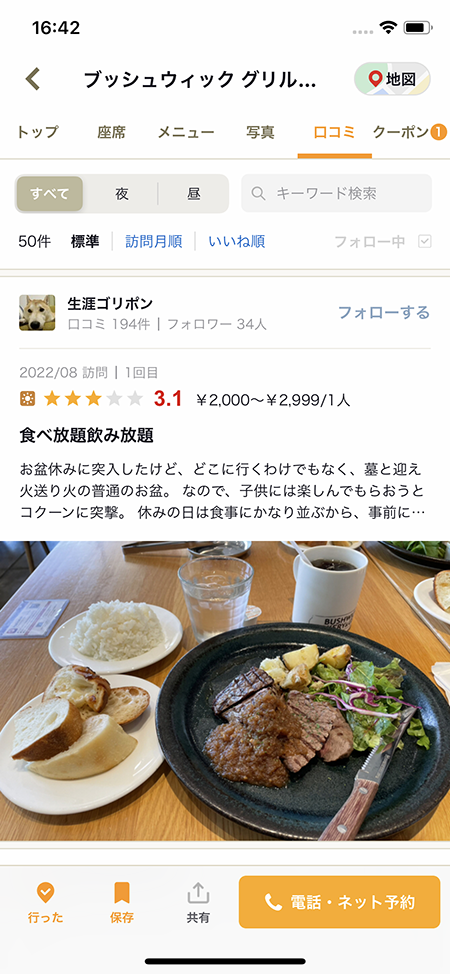 16:42
ブッシュウィック グリル...
地図
トップ 座席 メニュー 写真 口コミ クーポン 1
すべて 夜 昼 キーワード検索
50件 標準 訪問月順 いいね順 フォロー中
生涯ゴリポン
口コミ 194件 | フォロワー 34人
フォローする
2022/08 訪問 | 1回目
3.1 ￥2,000～￥2,999/1人
食べ放題飲み放題
お盆休みに突入したけど、どこに行くわけでもなく、墓と迎え
火送り火の普通のお盆。 なので、子供には楽しんでもらおうと
コクーンに突撃。 休みの日は食事にかなり並ぶから、事前に…
行った 保存 共有 電話・ネット予約